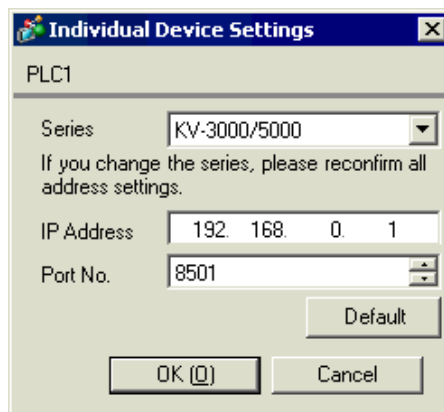 Individual Device Settings
PLC1
Series KV-3000/5000
If you change the series, please reconfirm all
address settings.
IP Address 192. 168. 0. 1
Port No. 8501
Default
OK (O) Cancel